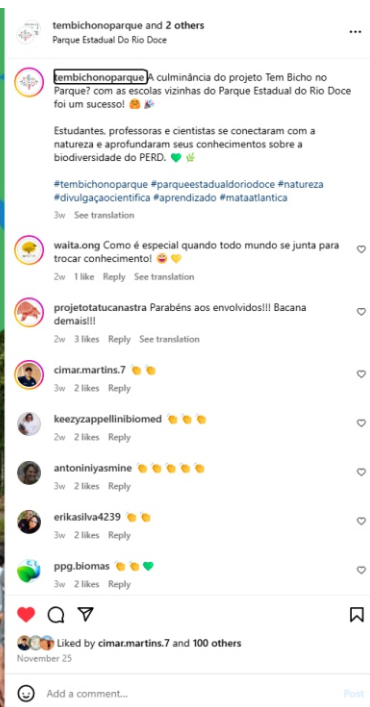 tembichonoparque and 2 others
Parque Estadual Do Rio Doce
tembichonoparque A culminância do projeto Tem Bicho no
Parque? com as escolas vizinhas do Parque Estadual do Rio Doce
foi um sucesso! 🤗 🎉
Estudantes, professoras e cientistas se conectaram com a
natureza e aprofundaram seus conhecimentos sobre a
biodiversidade do PERD. 💚 🌿
#tembichonoparque #parqueestadualdoriodoce #natureza
#divulgaçaocientifica #aprendizado #mataatlantica
3w See translation
waita.ong Como é especial quando todo mundo se junta para
trocar conhecimento! 😄 💛
2w 1 like Reply See translation
projetotatucanastra Parabéns aos envolvidos!!! Bacana
demais!!!
2w 3 likes Reply See translation
cimar.martins.7 👏 👏
3w 2 likes Reply
keezyzappellinibiomed 👏 👏 👏
2w 2 likes Reply
antoniniyasmine 👏 👏 👏 👏 👏
3w 2 likes Reply
erikasilva4239 👏 👏
3w 2 likes Reply
ppg.biomas 👏 👏 💚
3w 2 likes Reply
Liked by cimar.martins.7 and 100 others
November 25
Add a comment...
Post